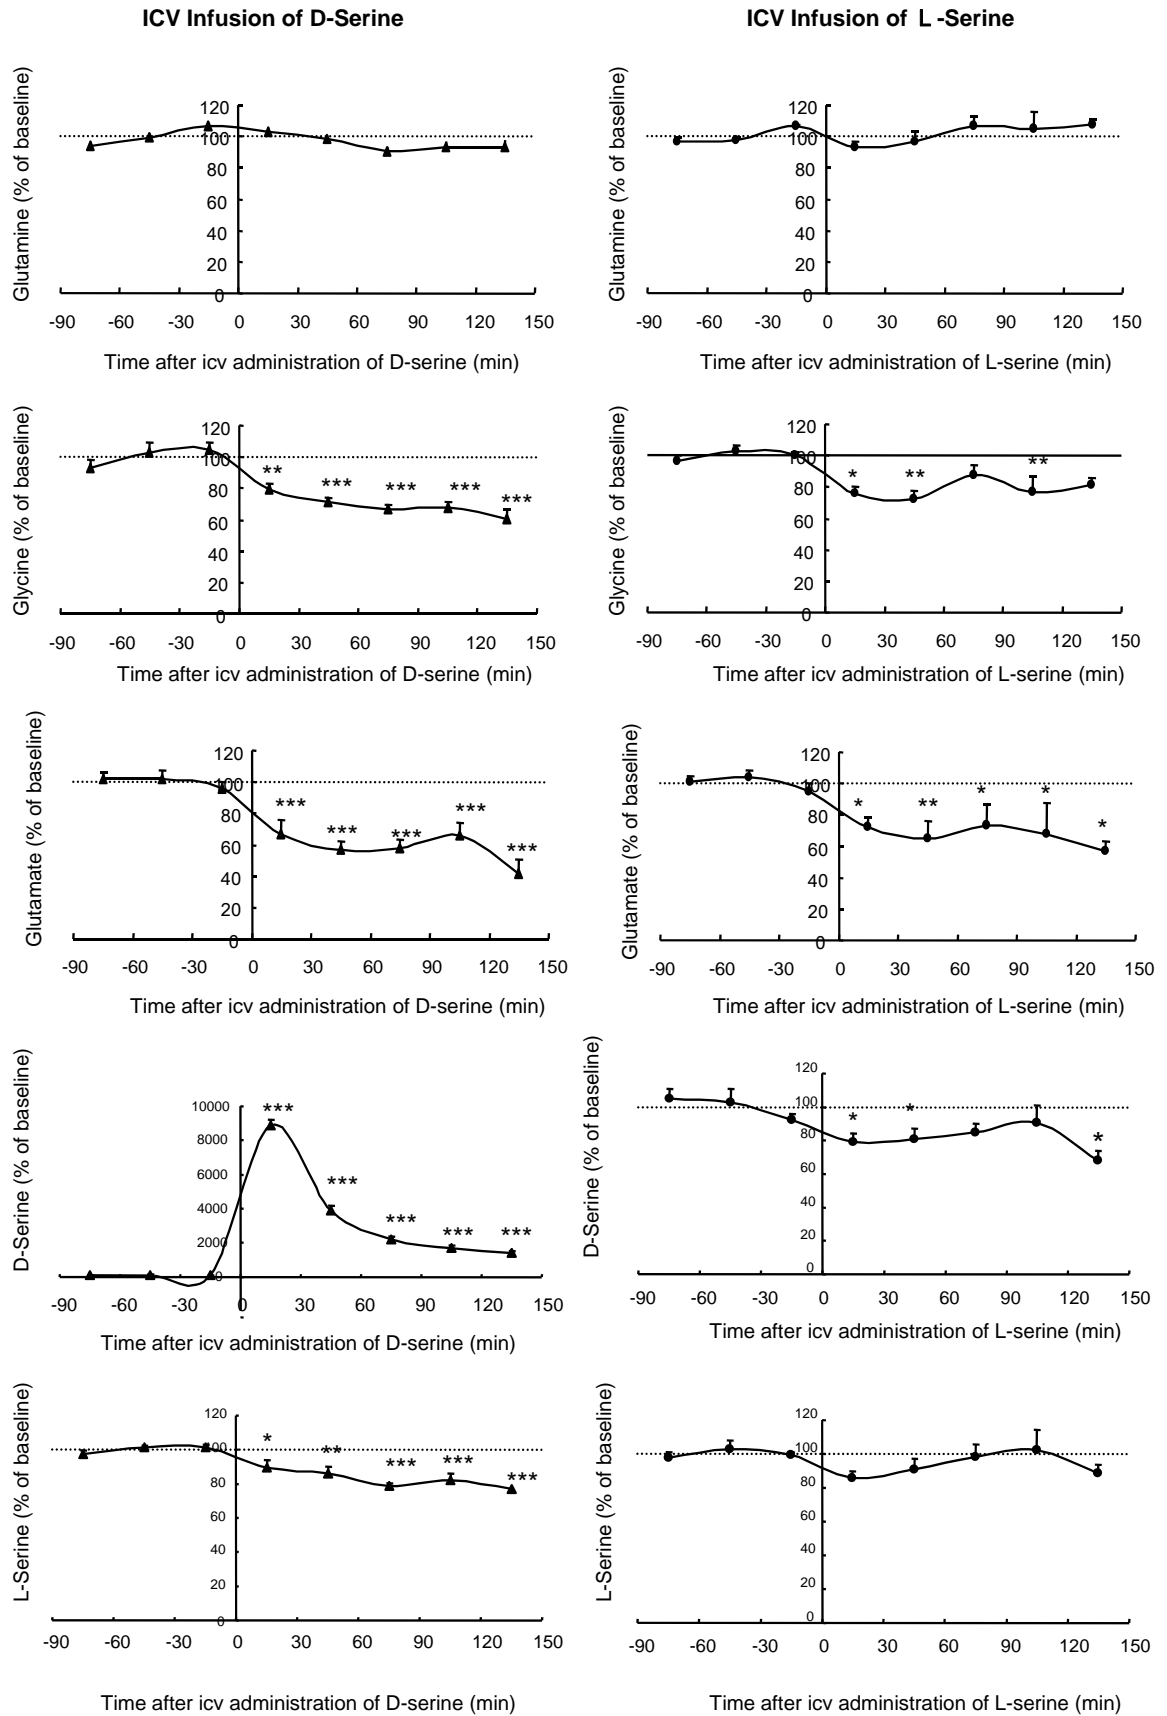 ICV Infusion of D-Serine
ICV Infusion of L -Serine
Glutamine (% of baseline)
120
100
80
60
40
20
0
-90 -60 -30 0 30 60 90 120 150
Time after icv administration of D-serine (min)
Glutamine (% of baseline)
120
100
80
60
40
20
0
-90 -60 -30 0 30 60 90 120 150
Time after icv administration of L-serine (min)
Glycine (% of baseline)
120
100
** *** *** *** ***
80
60
40
20
0
-90 -60 -30 0 30 60 90 120 150
Time after icv administration of D-serine (min)
Glycine (% of baseline)
120
100
* ** **
80
60
40
20
0
-90 -60 -30 0 30 60 90 120 150
Time after icv administration of L-serine (min)
Glutamate (% of baseline)
120
100
*** *** *** *** ***
80
60
40
20
0
-90 -60 -30 0 30 60 90 120 150
Time after icv administration of D-serine (min)
Glutamate (% of baseline)
120
100
* ** * * *
80
60
40
20
0
-90 -60 -30 0 30 60 90 120 150
Time after icv administration of L-serine (min)
D-Serine (% of baseline)
10000
*** *** *** *** ***
8000
6000
4000
2000
0
-90 -60 -30 0 30 60 90 120 150
Time after icv administration of D-serine (min)
D-Serine (% of baseline)
120
100
* * *
80
60
40
20
0
-90 -60 -30 0 30 60 90 120 150
Time after icv administration of L-serine (min)
L-Serine (% of baseline)
120
100
* ** *** *** ***
80
60
40
20
0
-90 -60 -30 0 30 60 90 120 150
Time after icv administration of D-serine (min)
L-Serine (% of baseline)
120
100
80
60
40
20
0
-90 -60 -30 0 30 60 90 120 150
Time after icv administration of L-serine (min)